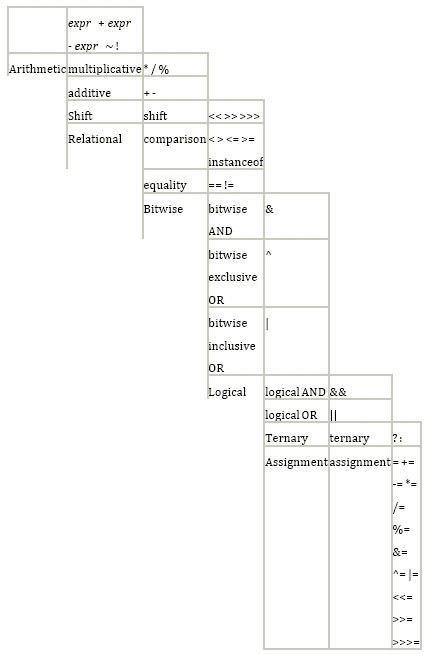 expr + expr
- expr ~ !
Arithmetic multiplicative * / %
additive + -
Shift shift << >> >>>
Relational comparison < > <= >=
instanceof
equality == !=
Bitwise bitwise &
AND
bitwise ^
exclusive
OR
bitwise |
inclusive
OR
Logical logical AND &&
logical OR ||
Ternary ternary ? :
Assignment assignment = +=
-= *=
/=
%=
&=
^= |=
<<=
>>=
>>>=